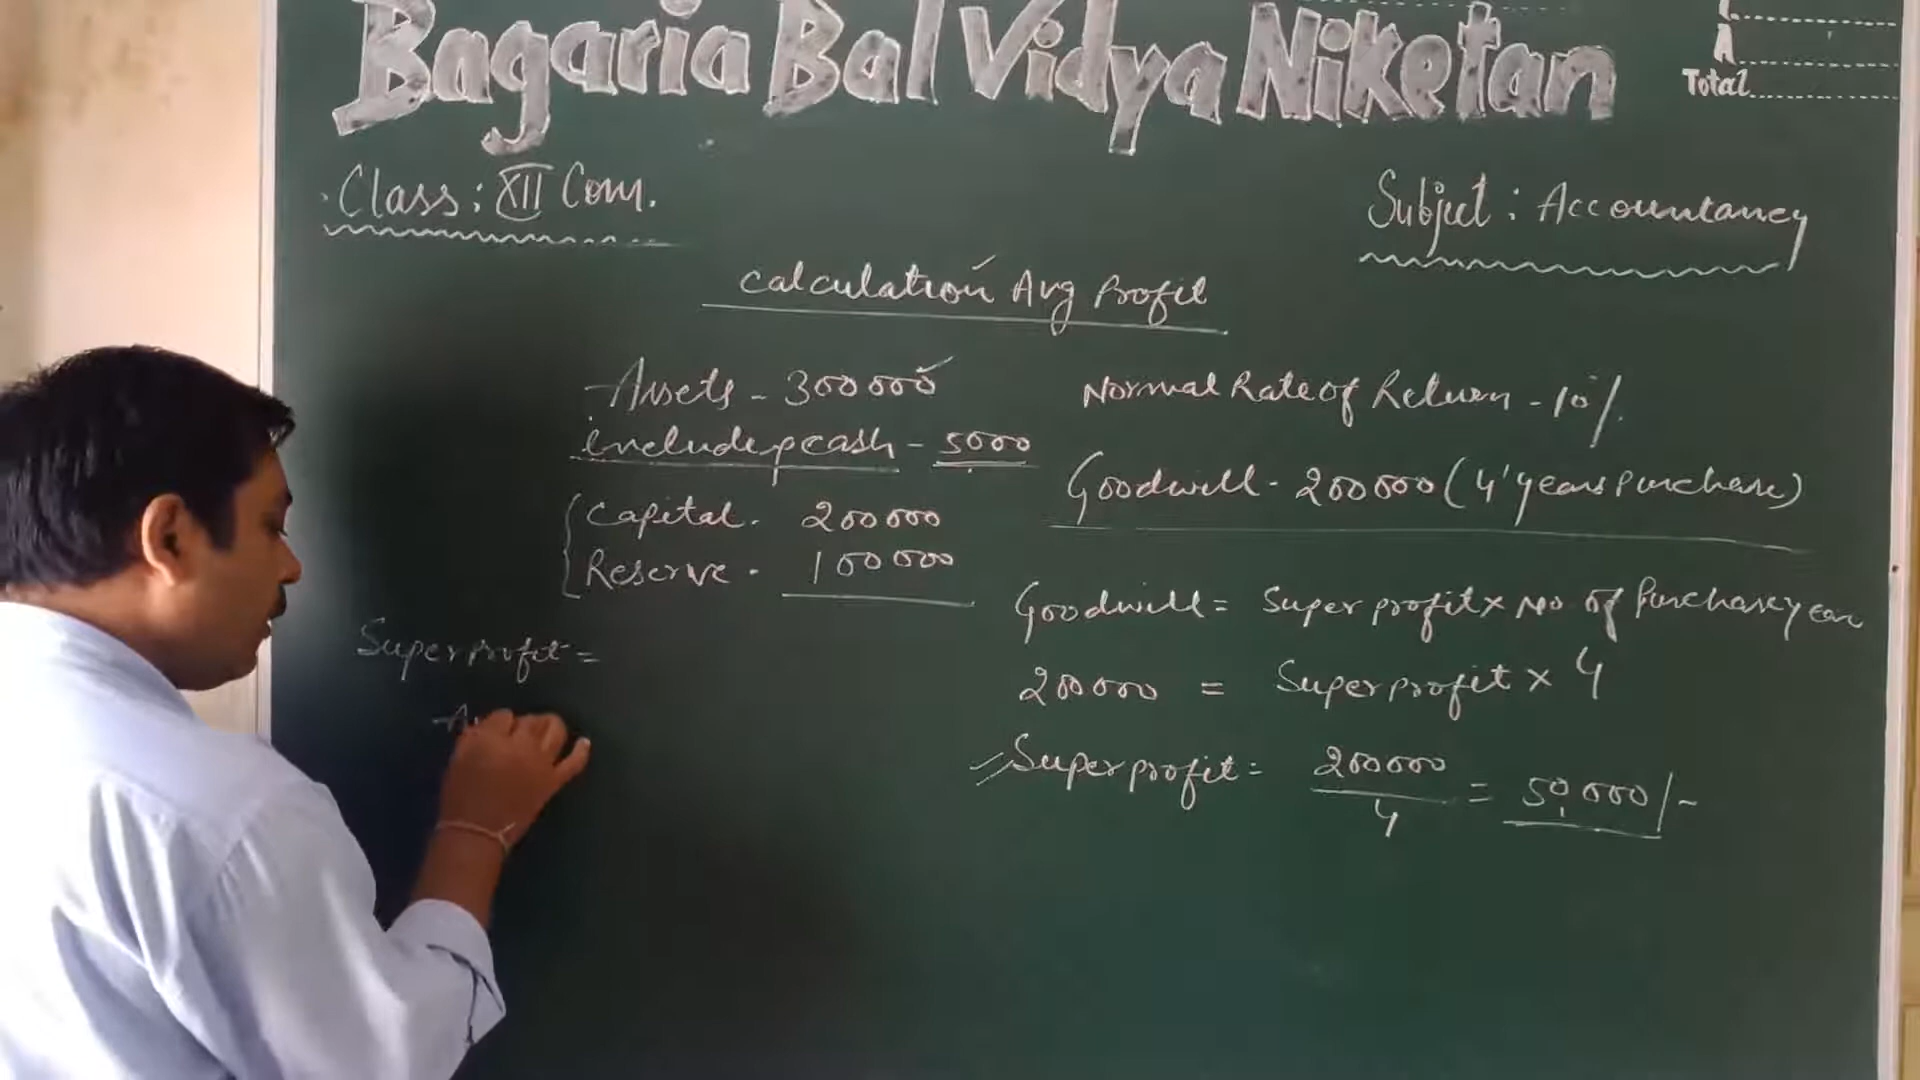 Bagaria Bal Vidya Niketan
A
Total
Class : XII Com.
Subject : Accountancy
Calculation Avg Profit
Assets - 300000
including cash - 5000
Capital - 200000
Reserve - 100000
Normal Rate of Return - 10%
Goodwill - 200000 (4 years Purchase)
Goodwill = Super profit x No of Purchase year
200000 = Super profit x 4
Super profit = 200000 / 4 = 50,000/-
Super profit =